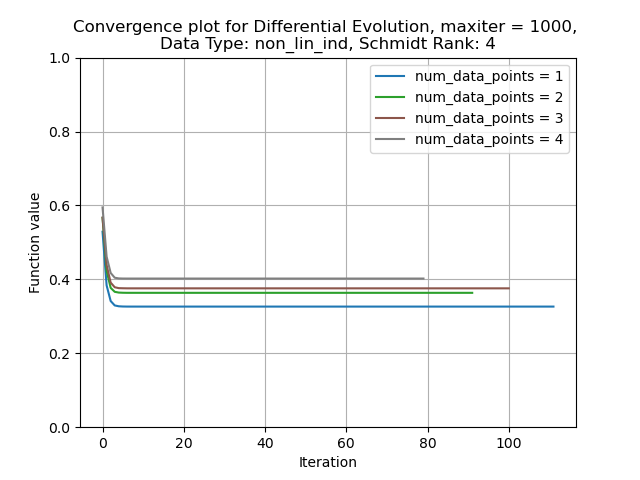 Convergence plot for Differential Evolution, maxiter = 1000,
Data Type: non_lin_ind, Schmidt Rank: 4
1.0
0.8
0.6
0.4
0.2
0.0
Function value
num_data_points = 1
num_data_points = 2
num_data_points = 3
num_data_points = 4
0 20 40 60 80 100
Iteration